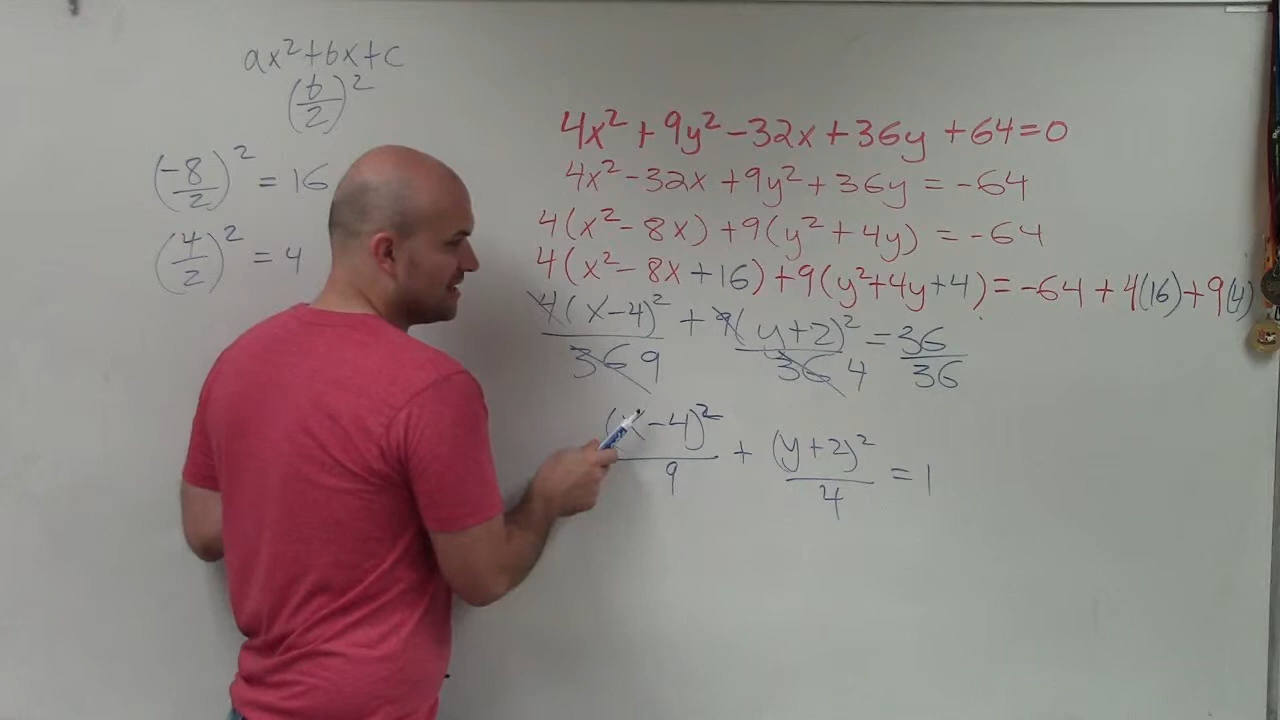 ax² + bx + c
(b/2)²
(-8/2)² = 16
(4/2)² = 4
4x² + 9y² - 32x + 36y + 64 = 0
4x² - 32x + 9y² + 36y = -64
4(x² - 8x) + 9(y² + 4y) = -64
4(x² - 8x + 16) + 9(y² + 4y + 4) = -64 + 4(16) + 9(4)
4(x-4)² + 9(y+2)² = 36
36 9 36 4 36
(x-4)² + (y+2)² = 1
9 4